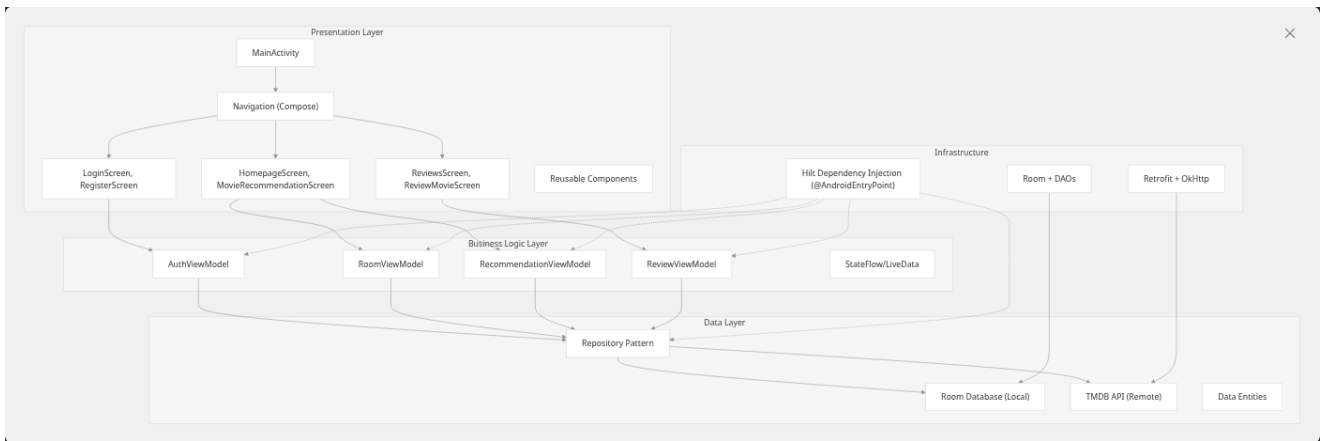 Presentation Layer
MainActivity
Navigation (Compose)
LoginScreen,
RegisterScreen
HomepageScreen,
MovieRecommendationScreen
ReviewsScreen,
ReviewMovieScreen
Reusable Components
Infrastructure
Hilt Dependency Injection
(@AndroidEntryPoint)
Room + DAOs
Retrofit + OkHttp
Business Logic Layer
AuthViewModel
RoomViewModel
RecommendationViewModel
ReviewViewModel
StateFlow/LiveData
Data Layer
Repository Pattern
Room Database (Local)
TMDB API (Remote)
Data Entities